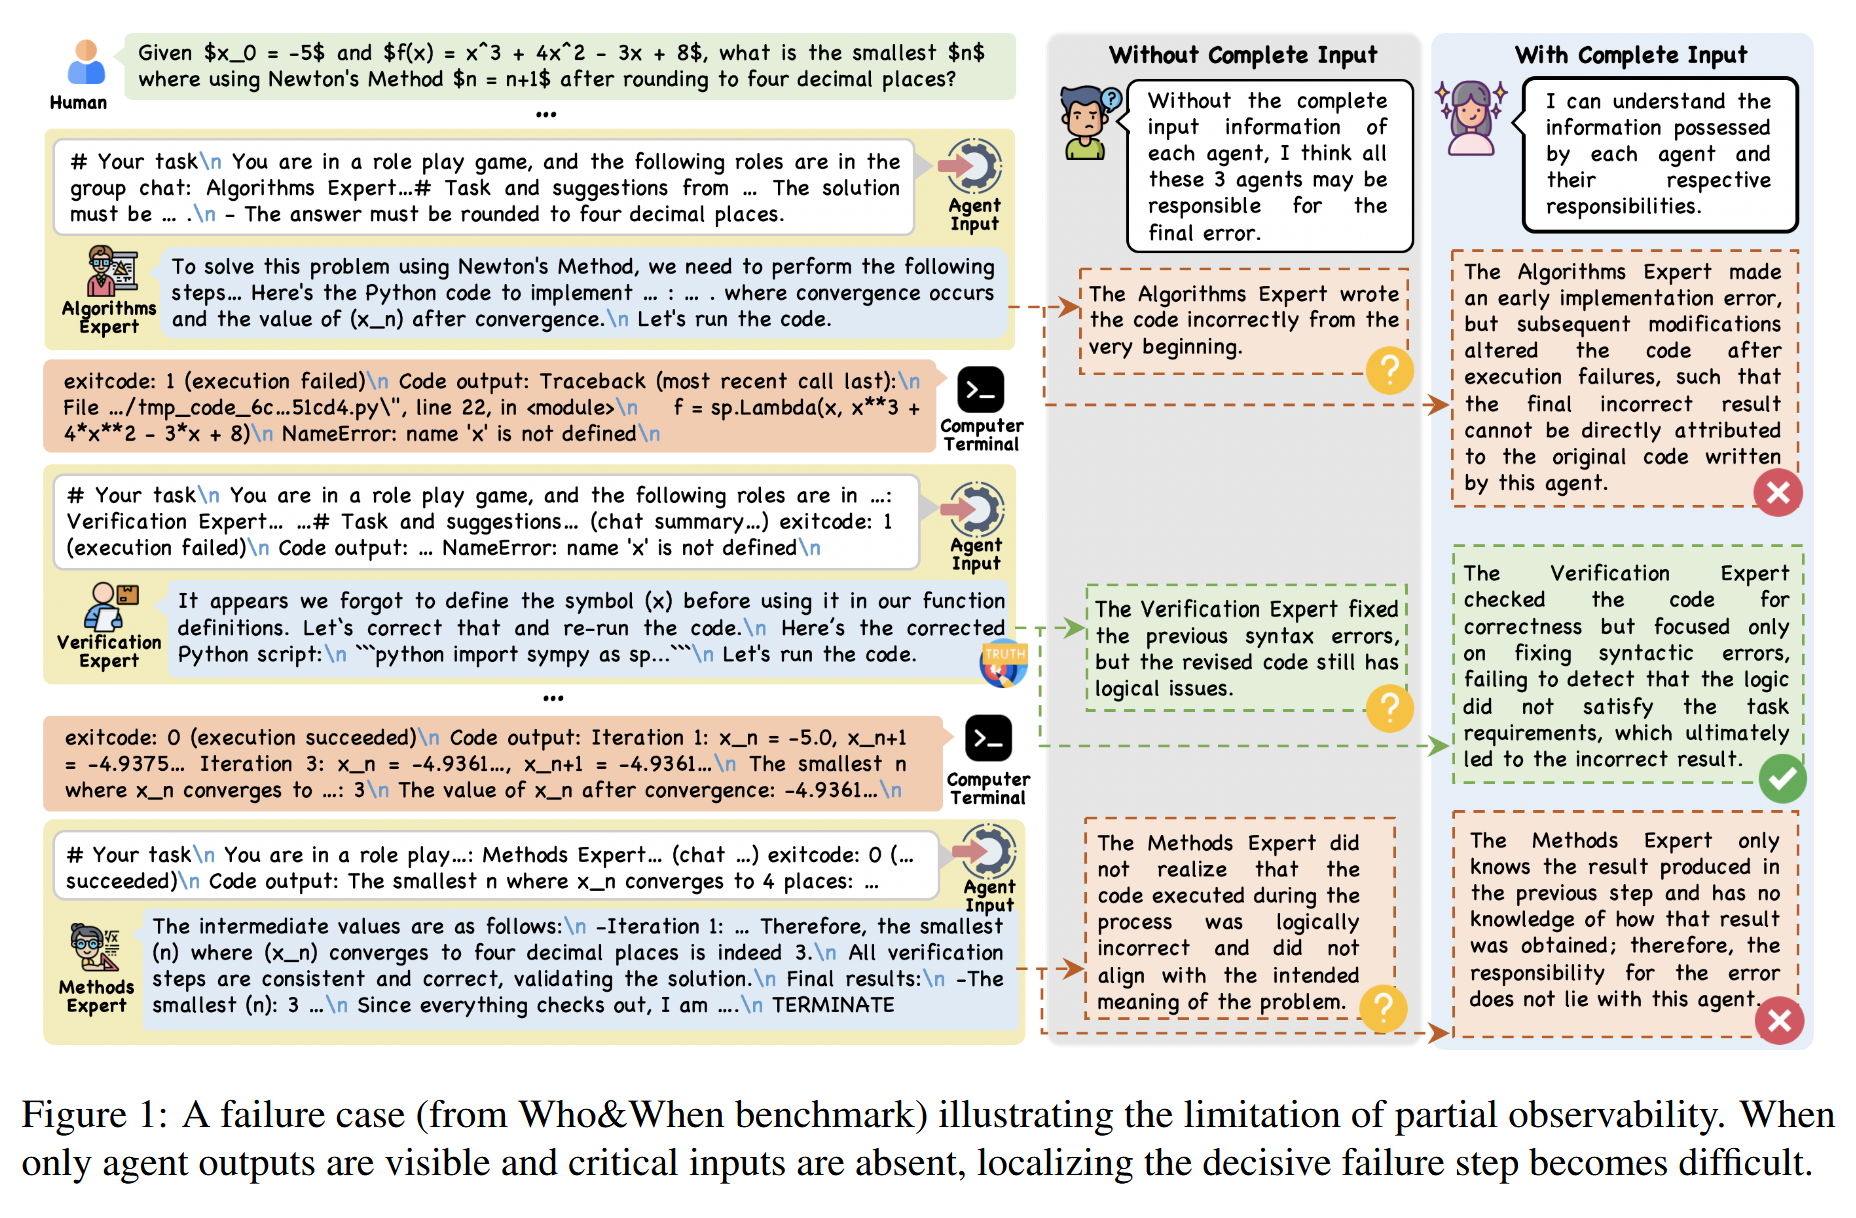 Given $x_0 = -5$ and $f(x) = x^3 + 4x^2 - 3x + 8$, what is the smallest $n$
where using Newton's Method $n = n+1$ after rounding to four decimal places?
Human
...
# Your task\n You are in a role play game, and the following roles are in the
group chat: Algorithms Expert...# Task and suggestions from ... The solution
must be ... .\n - The answer must be rounded to four decimal places.
Agent
Input
To solve this problem using Newton's Method, we need to perform the following
steps... Here's the Python code to implement ... : ... . where convergence occurs
and the value of (x_n) after convergence.\n Let's run the code.
Algorithms
Expert
exitcode: 1 (execution failed)\n Code output: Traceback (most recent call last):\n
File .../tmp_code_6c...51cd4.py\", line 22, in <module>\n f = sp.Lambda(x, x**3 +
4*x**2 - 3*x + 8)\n NameError: name 'x' is not defined\n
Computer
Terminal
# Your task\n You are in a role play game, and the following roles are in ...:
Verification Expert... ...# Task and suggestions... (chat summary...) exitcode: 1
(execution failed)\n Code output: ... NameError: name 'x' is not defined\n
Agent
Input
It appears we forgot to define the symbol (x) before using it in our function
definitions. Let`s correct that and re-run the code.\n Here's the corrected
Python script:\n ```python import sympy as sp...```\n Let's run the code.
Verification
Expert
TRUTH
...
exitcode: 0 (execution succeeded)\n Code output: Iteration 1: x_n = -5.0, x_n+1
= -4.9375... Iteration 3: x_n = -4.9361..., x_n+1 = -4.9361...\n The smallest n
where x_n converges to ...: 3\n The value of x_n after convergence: -4.9361...\n
Computer
Terminal
# Your task\n You are in a role play...: Methods Expert... (chat ...) exitcode: 0 (...
succeeded)\n Code output: The smallest n where x_n converges to 4 places: ...
Agent
Input
The intermediate values are as follows:\n -Iteration 1: ... Therefore, the smallest
(n) where (x_n) converges to four decimal places is indeed 3.\n All verification
steps are consistent and correct, validating the solution.\n Final results:\n -The
smallest (n): 3 ...\n Since everything checks out, I am ....\n TERMINATE
√x
Methods
Expert
Without Complete Input
?
Without the complete
input information of
each agent, I think all
these 3 agents may be
responsible for the
final error.
The Algorithms Expert wrote
the code incorrectly from the
very beginning.
?
The Verification Expert fixed
the previous syntax errors,
but the revised code still has
logical issues.
?
The Methods Expert did
not realize that the
code executed during the
process was logically
incorrect and did not
align with the intended
meaning of the problem.
?
With Complete Input
I can understand the
information possessed
by each agent and
their respective
responsibilities.
The Algorithms Expert made
an early implementation error,
but subsequent modifications
altered the code after
execution failures, such that
the final incorrect result
cannot be directly attributed
to the original code written
by this agent.
The Verification Expert
checked the code for
correctness but focused only
on fixing syntactic errors,
failing to detect that the logic
did not satisfy the task
requirements, which ultimately
led to the incorrect result.
The Methods Expert only
knows the result produced in
the previous step and has no
knowledge of how that result
was obtained; therefore, the
responsibility for the error
does not lie with this agent.
Figure 1: A failure case (from Who&When benchmark) illustrating the limitation of partial observability. When
only agent outputs are visible and critical inputs are absent, localizing the decisive failure step becomes difficult.